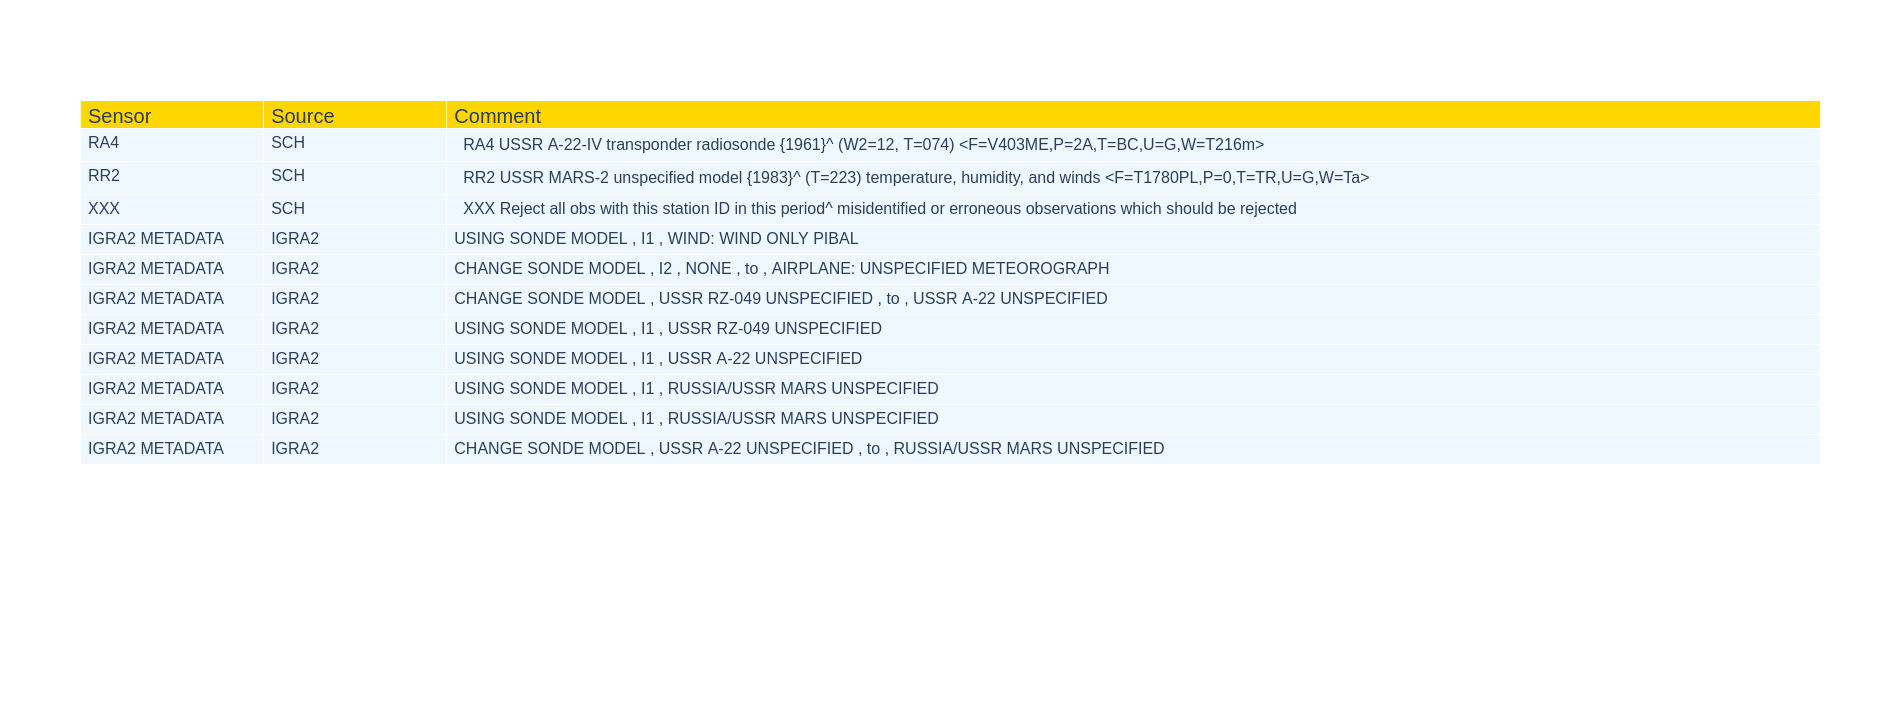 Sensor Source Comment
RA4 SCH RA4 USSR A-22-IV transponder radiosonde {1961}^ (W2=12, T=074) <F=V403ME,P=2A,T=BC,U=G,W=T216m>
RR2 SCH RR2 USSR MARS-2 unspecified model {1983}^ (T=223) temperature, humidity, and winds <F=T1780PL,P=0,T=TR,U=G,W=Ta>
XXX SCH XXX Reject all obs with this station ID in this period^ misidentified or erroneous observations which should be rejected
IGRA2 METADATA IGRA2 USING SONDE MODEL , I1 , WIND: WIND ONLY PIBAL
IGRA2 METADATA IGRA2 CHANGE SONDE MODEL , I2 , NONE , to , AIRPLANE: UNSPECIFIED METEOROGRAPH
IGRA2 METADATA IGRA2 CHANGE SONDE MODEL , USSR RZ-049 UNSPECIFIED , to , USSR A-22 UNSPECIFIED
IGRA2 METADATA IGRA2 USING SONDE MODEL , I1 , USSR RZ-049 UNSPECIFIED
IGRA2 METADATA IGRA2 USING SONDE MODEL , I1 , USSR A-22 UNSPECIFIED
IGRA2 METADATA IGRA2 USING SONDE MODEL , I1 , RUSSIA/USSR MARS UNSPECIFIED
IGRA2 METADATA IGRA2 USING SONDE MODEL , I1 , RUSSIA/USSR MARS UNSPECIFIED
IGRA2 METADATA IGRA2 CHANGE SONDE MODEL , USSR A-22 UNSPECIFIED , to , RUSSIA/USSR MARS UNSPECIFIED